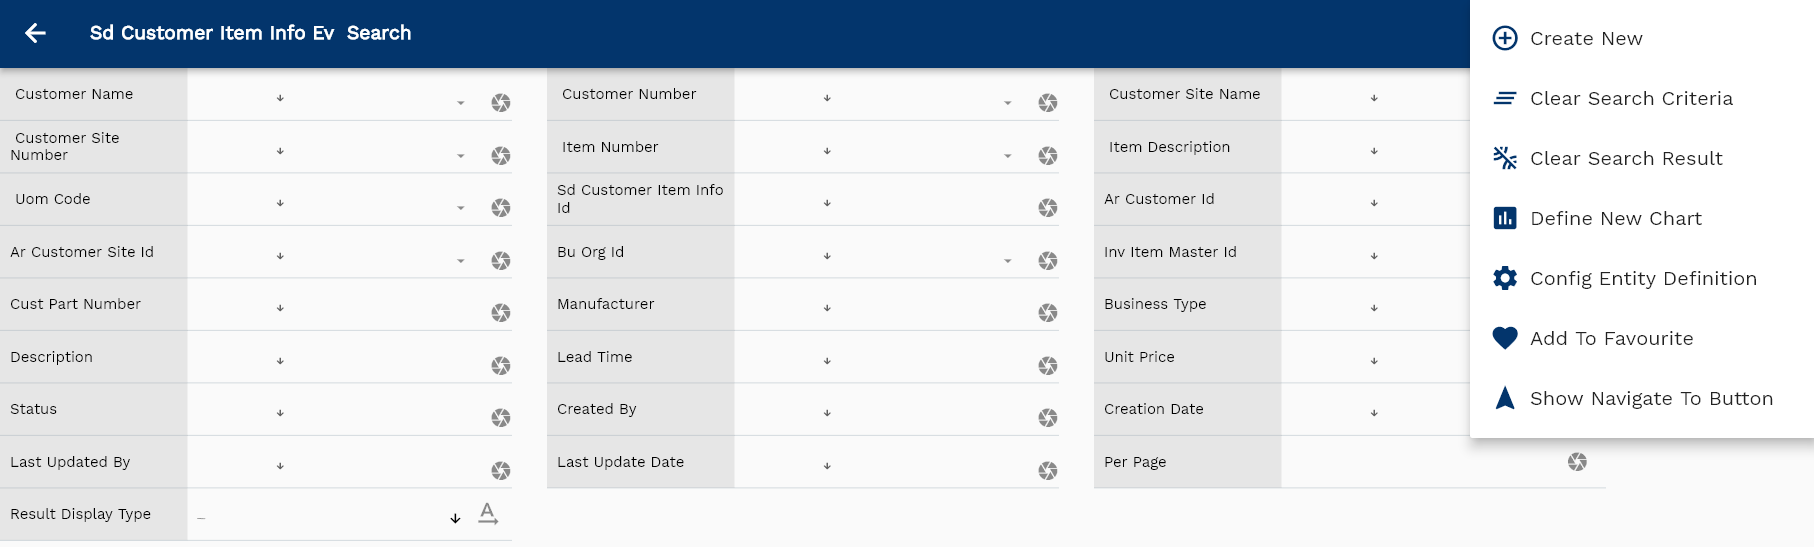 Sd Customer Item Info Ev  Search
Customer Name
Customer Number
Customer Site Name
Customer Site
Number
Item Number
Item Description
Uom Code
Sd Customer Item Info
Id
Ar Customer Id
Ar Customer Site Id
Bu Org Id
Inv Item Master Id
Cust Part Number
Manufacturer
Business Type
Description
Lead Time
Unit Price
Status
Created By
Creation Date
Last Updated By
Last Update Date
Per Page
Result Display Type
Create New
Clear Search Criteria
Clear Search Result
Define New Chart
Config Entity Definition
Add To Favourite
Show Navigate To Button